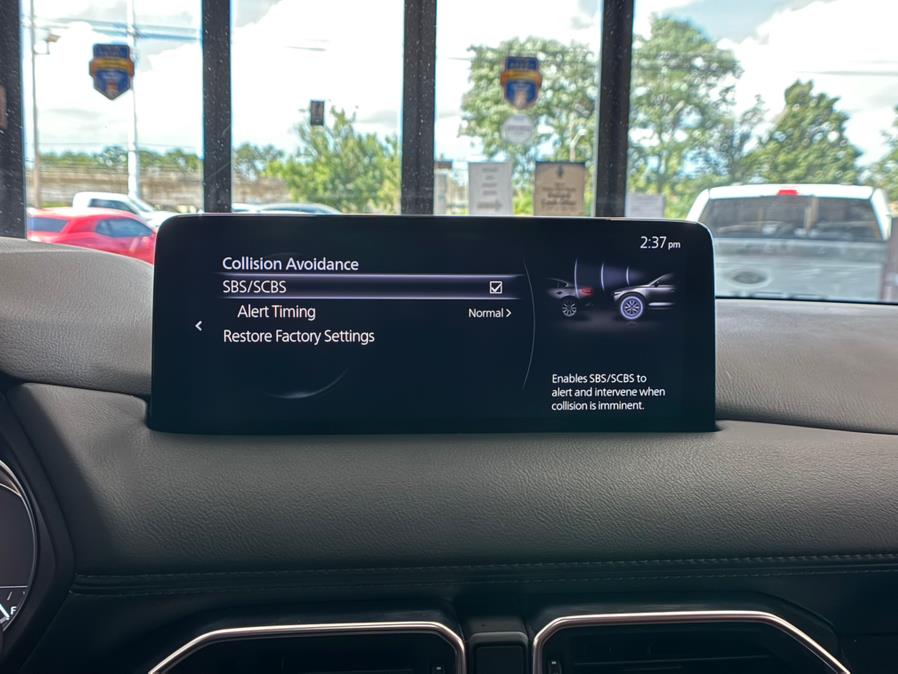 2:37 pm
Collision Avoidance
SBS/SCBS
Alert Timing
Normal
Restore Factory Settings
Enables SBS/SCBS to
alert and intervene when
collision is imminent.
F